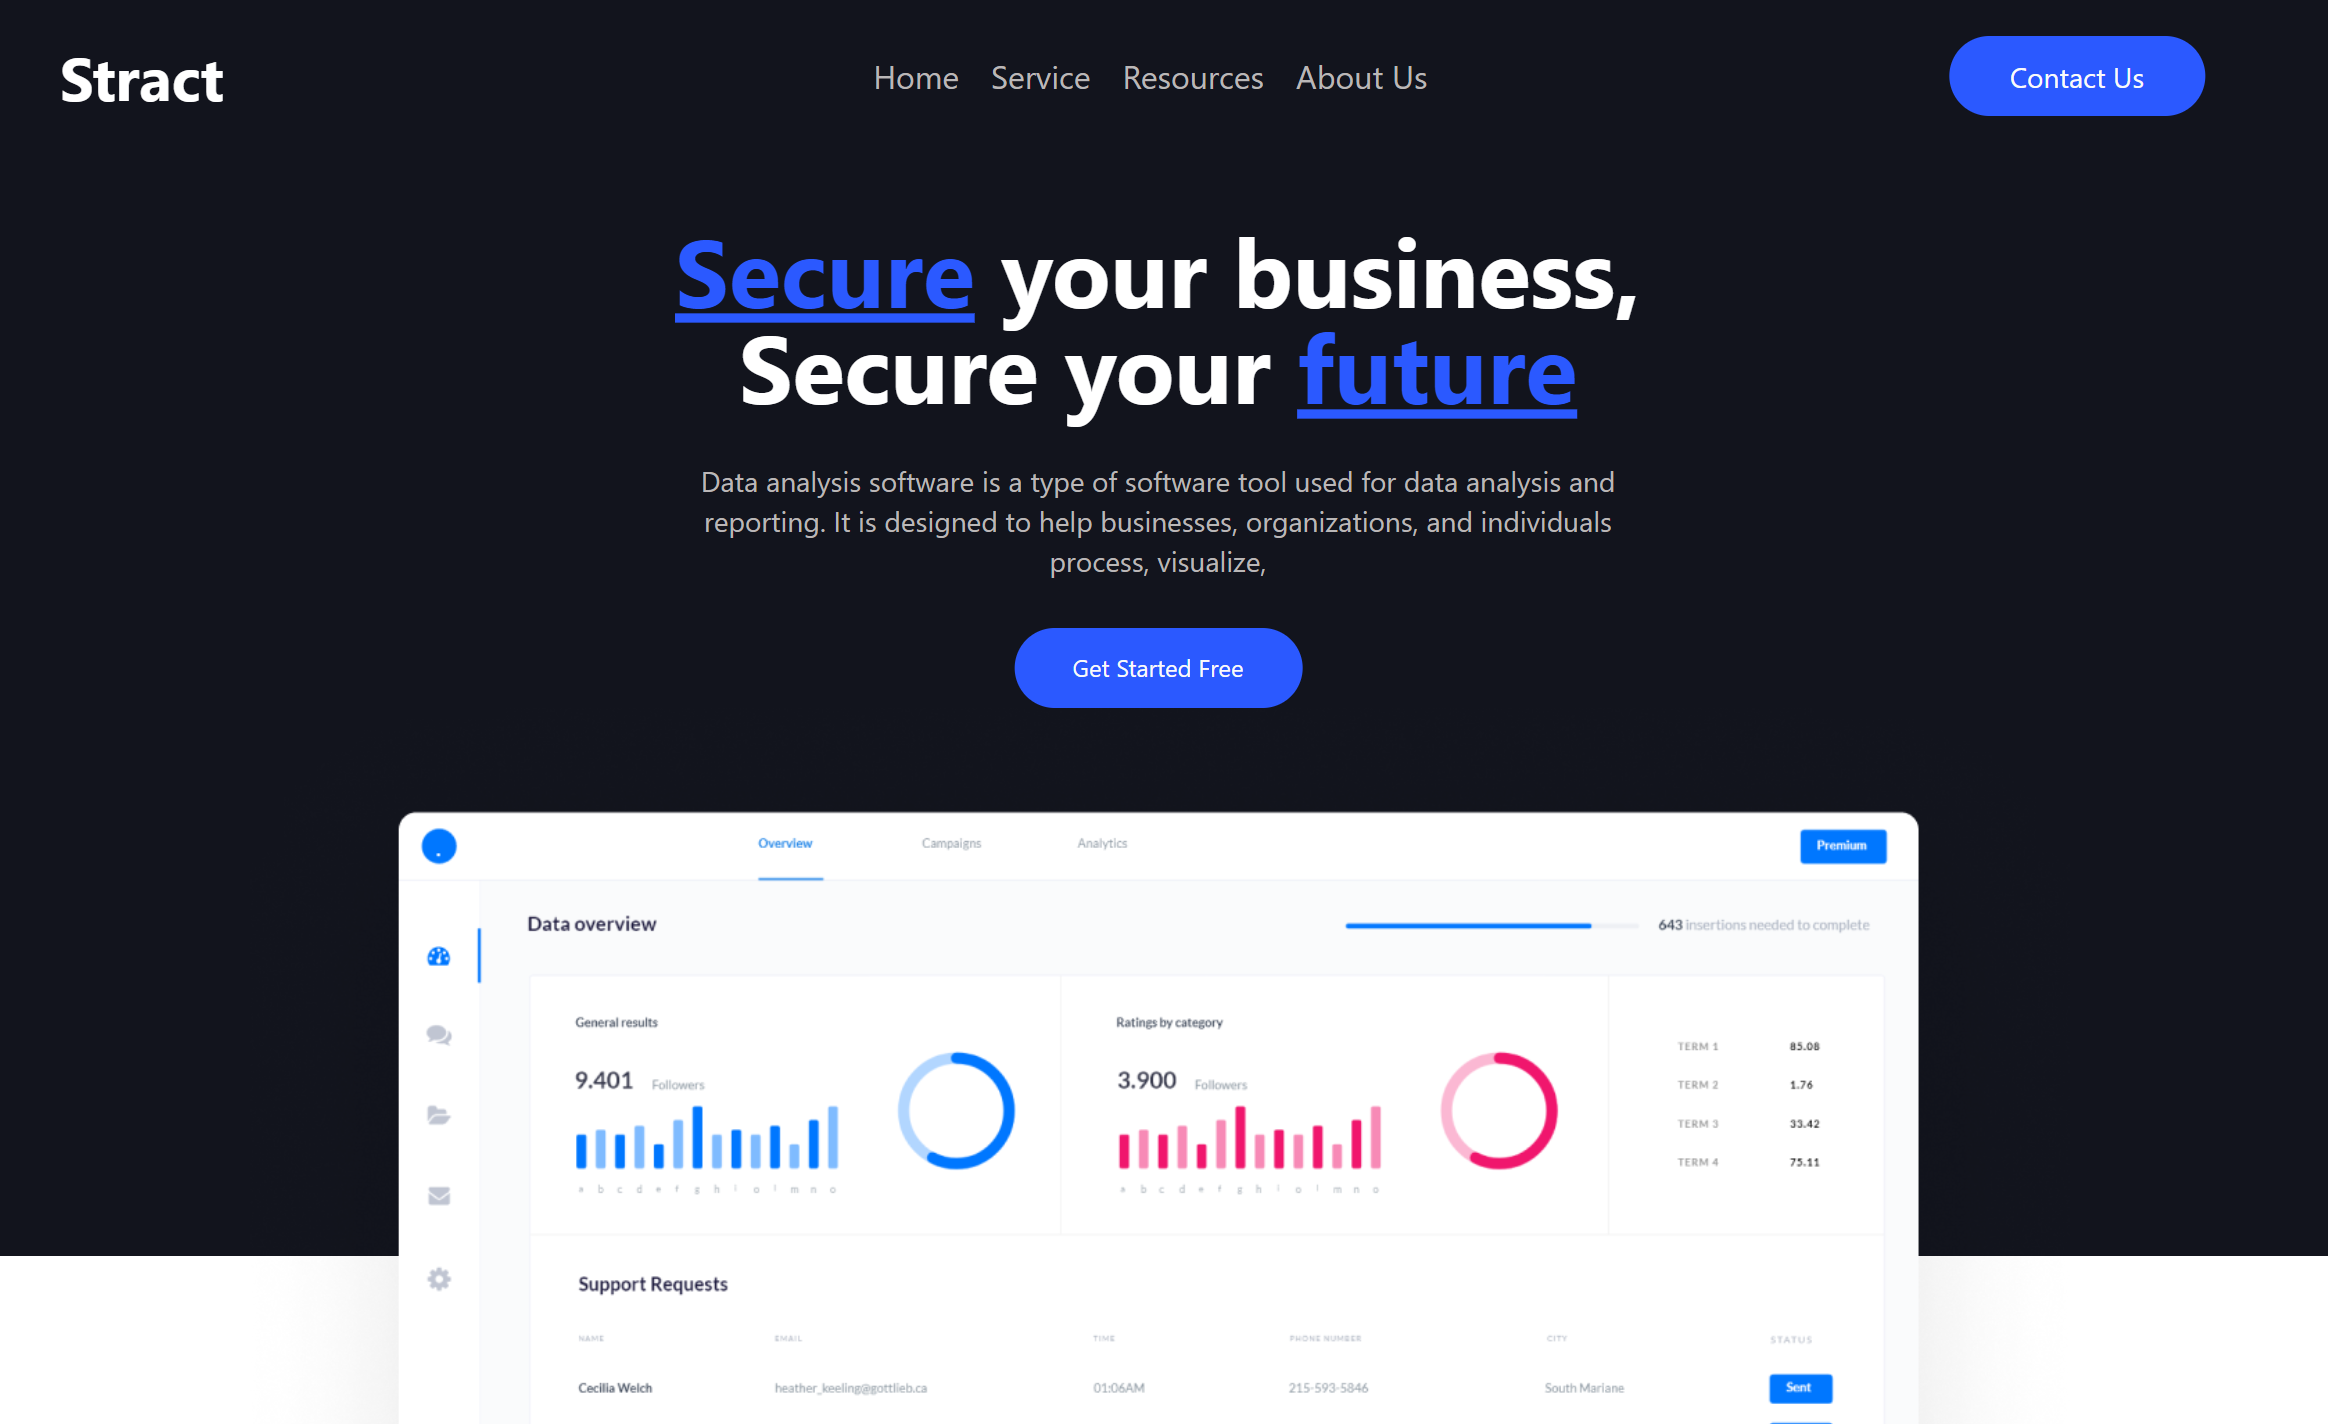 Stract
Home Service Resources About Us
Contact Us
Secure your business,
Secure your future
Data analysis software is a type of software tool used for data analysis and
reporting. It is designed to help businesses, organizations, and individuals
process, visualize,
Get Started Free
Overview Campaigns Analytics
Premium
Data overview
643 insertions needed to complete
General results
9.401 Followers
a b c d e f g h i o l m n o
Ratings by category
3.900 Followers
a b c d e f g h i o l m n o
TERM 1 85.08
TERM 2 1.76
TERM 3 33.42
TERM 4 75.11
Support Requests
NAME EMAIL TIME PHONE NUMBER CITY STATUS
Cecilia Welch heather_keeling@gottlieb.ca 01:06AM 215-593-5846 South Mariane Sent